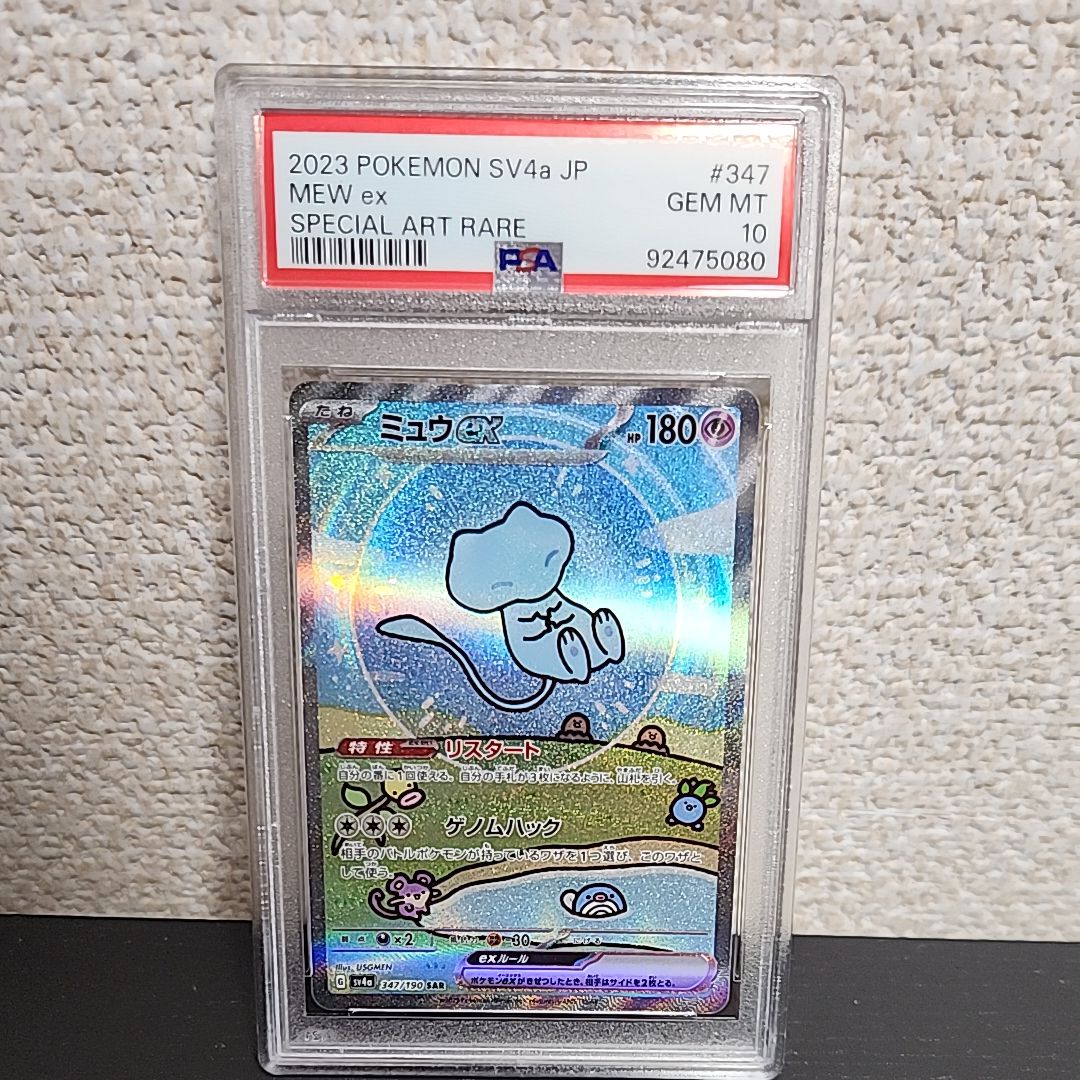 2023 POKEMON SV4a JP #347
MEW ex GEM MT
SPECIAL ART RARE 10
PSA 92475080
たね ミュウex HP 180
特性 リスタート
自分の番に1回使える。自分の手札が3枚になるように、山札を引く。
ゲノムハック
相手のバトルポケモンが持っているワザを1つ選び、このワザと
して使う。
×2 -30 にげる
exルール
ポケモンexがきぜつしたとき、相手はサイドを2枚とる。
Illus. USGMEN
G sv4a 347/190 SAR